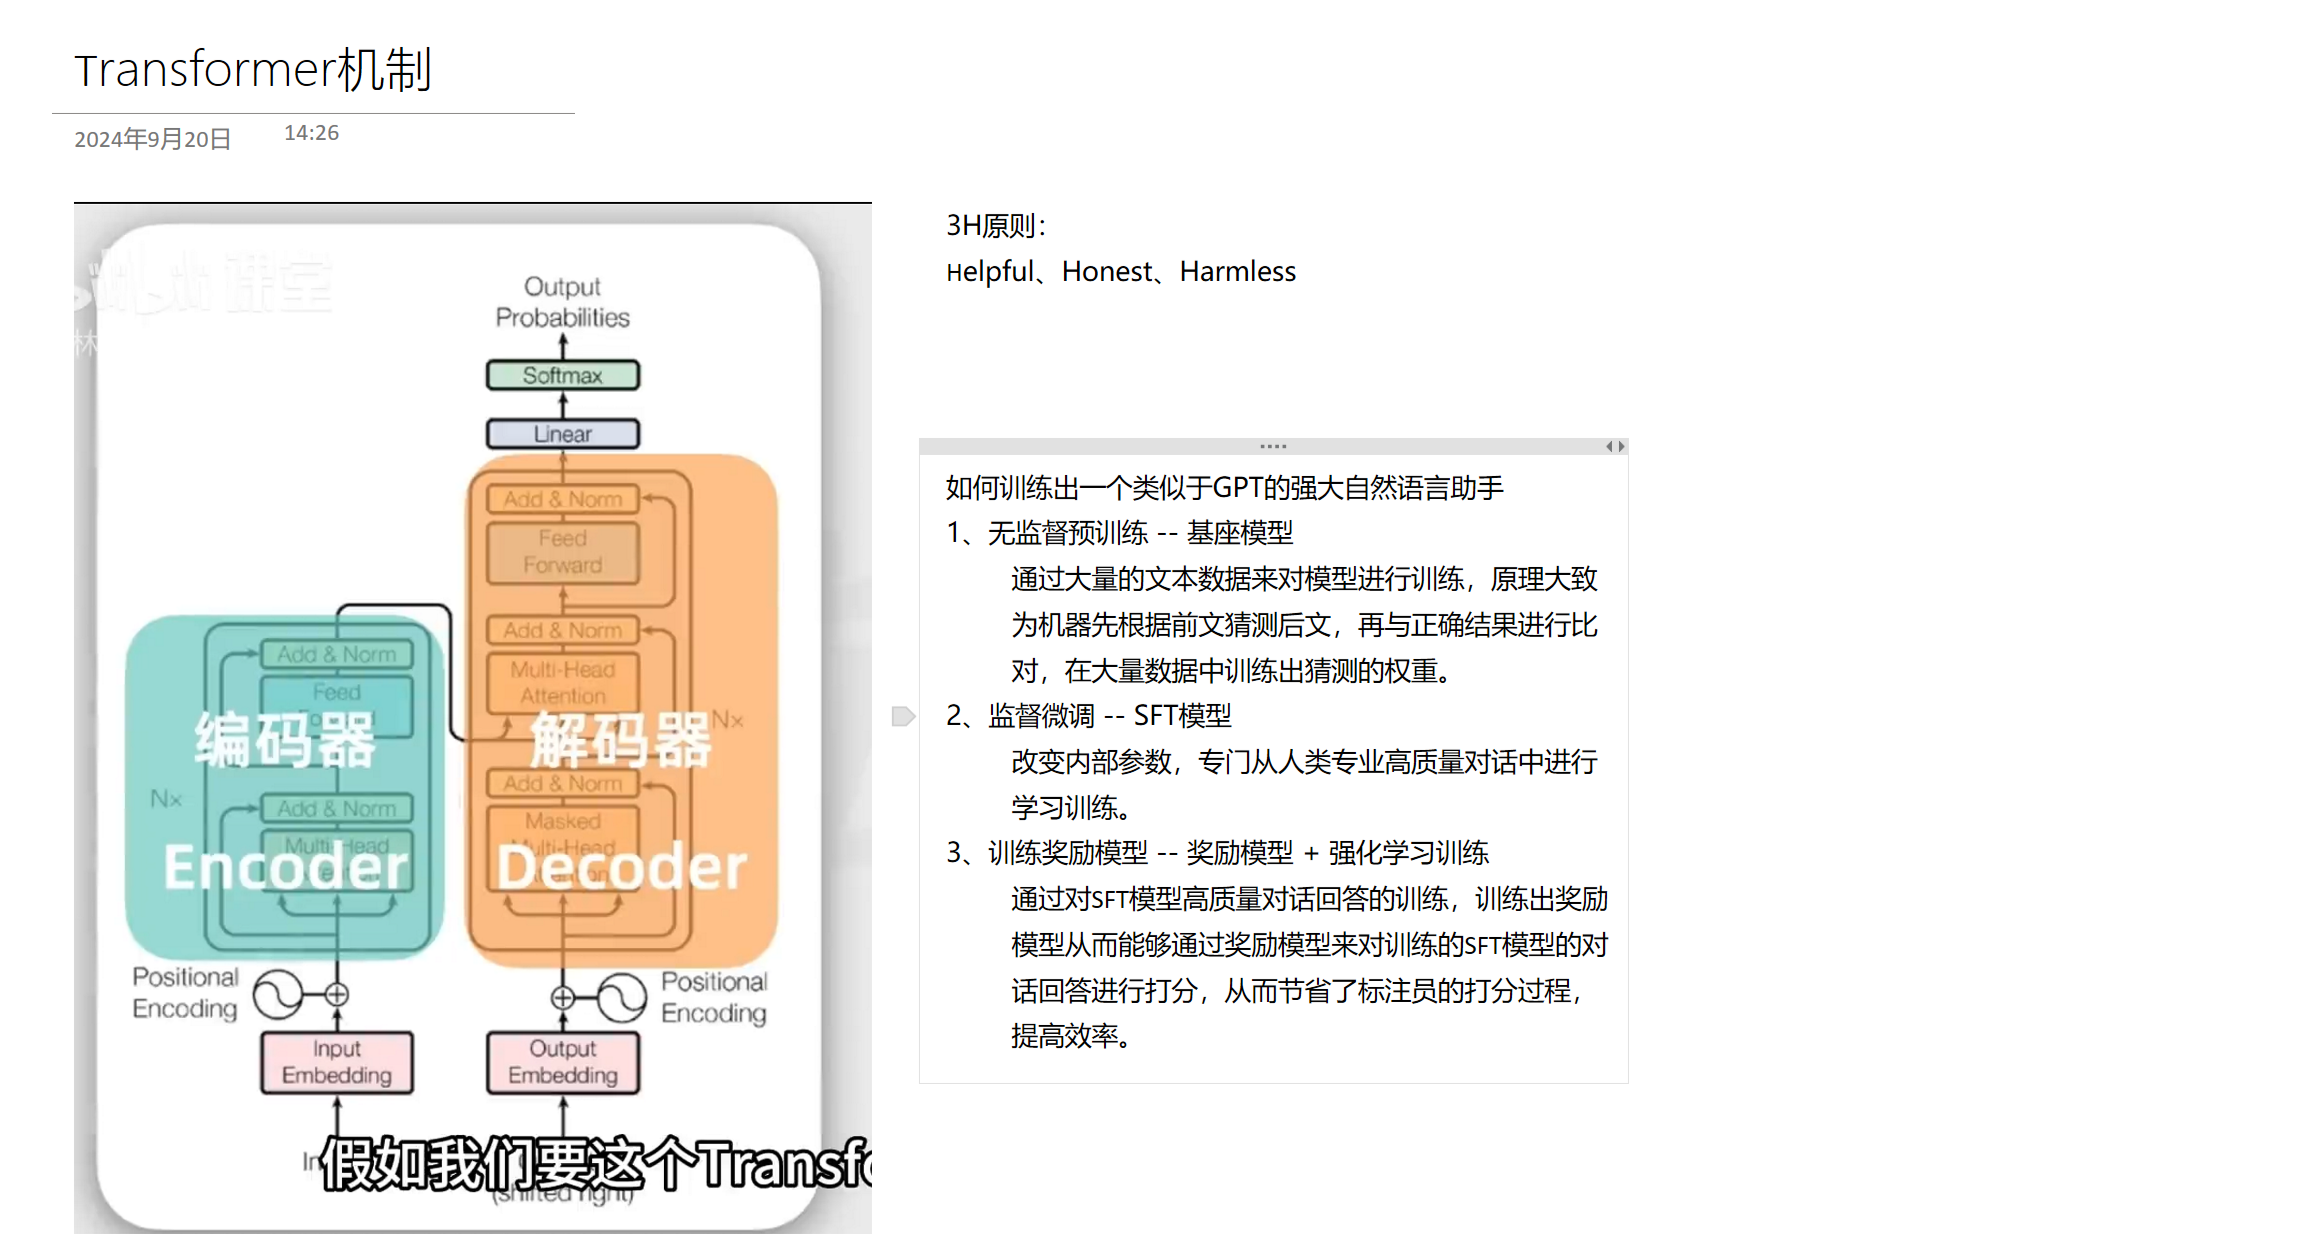 Transformer机制
2024年9月20日 14:26
课堂
林
Output
Probabilities
Softmax
Linear
Add & Norm
Feed
Forward
Add & Norm
Multi-Head
Attention
Nx
Add & Norm
Masked
Multi-Head
解码器
Decoder
Add & Norm
Feed
编码器
Nx
Add & Norm
Multi-Head
Encoder
Positional
Encoding
Positional
Encoding
Input
Embedding
Output
Embedding
假如我们要这个Transfo
(shifted right)
3H原则：
Helpful、Honest、Harmless
如何训练出一个类似于GPT的强大自然语言助手
1、无监督预训练 -- 基座模型
通过大量的文本数据来对模型进行训练，原理大致
为机器先根据前文猜测后文，再与正确结果进行比
对，在大量数据中训练出猜测的权重。
2、监督微调 -- SFT模型
改变内部参数，专门从人类专业高质量对话中进行
学习训练。
3、训练奖励模型 -- 奖励模型 + 强化学习训练
通过对SFT模型高质量对话回答的训练，训练出奖励
模型从而能够通过奖励模型来对训练的SFT模型的对
话回答进行打分，从而节省了标注员的打分过程，
提高效率。